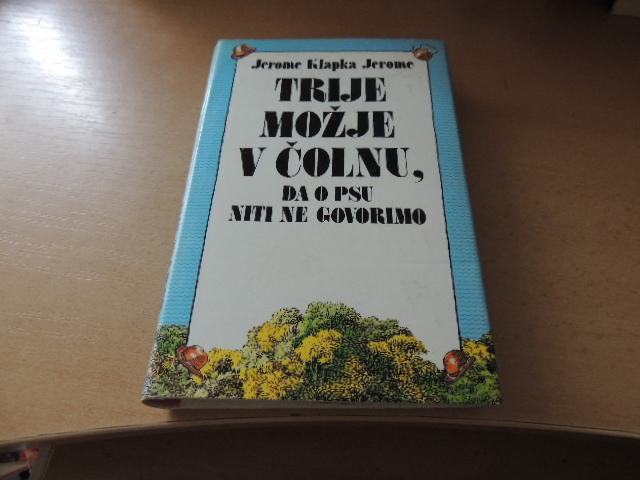 Jerome Klapka Jerome
TRIJE
MOŽJE
V ČOLNU,
DA O PSU
NITI NE GOVORIMO